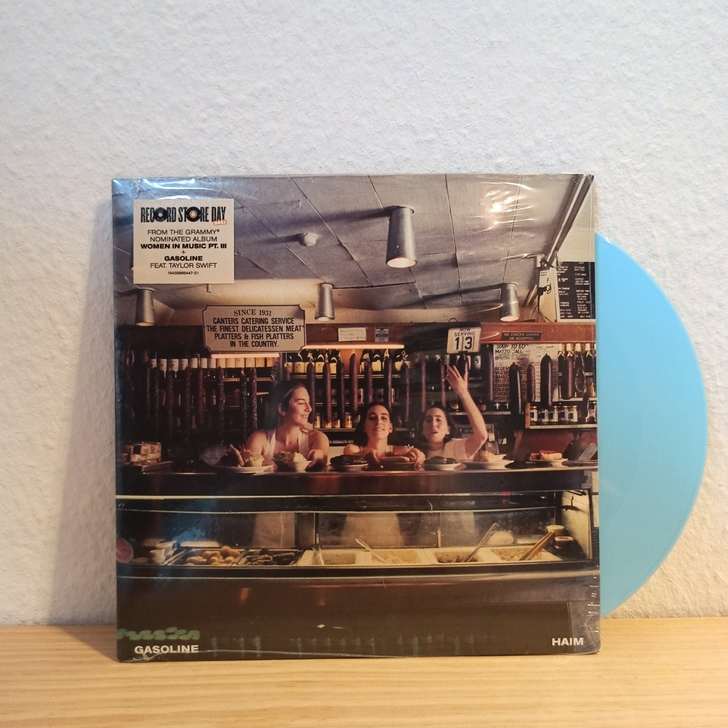 RECORD STORE DAY
FROM THE GRAMMY®
NOMINATED ALBUM
WOMEN IN MUSIC PT. III
+
GASOLINE
FEAT. TAYLOR SWIFT
SINCE 1931
CANTERS CATERING SERVICE
THE FINEST DELICATESSEN MEAT
PLATTERS & FISH PLATTERS
IN THE COUNTRY.
NOW
SERVING
13
GASOLINE
HAIM